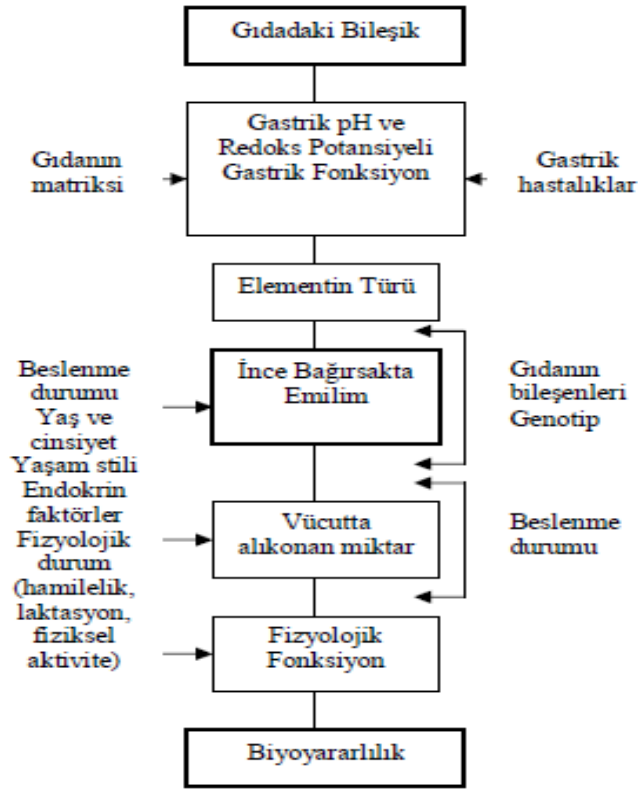 Gıdadaki Bileşik
Gastrik pH ve
Redoks Potansiyeli
Gastrik Fonksiyon
Gıdanın
matriksi
Gastrik
hastalıklar
Elementin Türü
İnce Bağırsakta
Emilim
Beslenme
durumu
Yaş ve
cinsiyet
Yaşam stili
Endokrin
faktörler
Fizyolojik
durum
(hamilelik,
laktasyon,
fiziksel
aktivite)
Gıdanın
bileşenleri
Genotip
Vücutta
alıkonan miktar
Beslenme
durumu
Fizyolojik
Fonksiyon
Biyoyararlılık